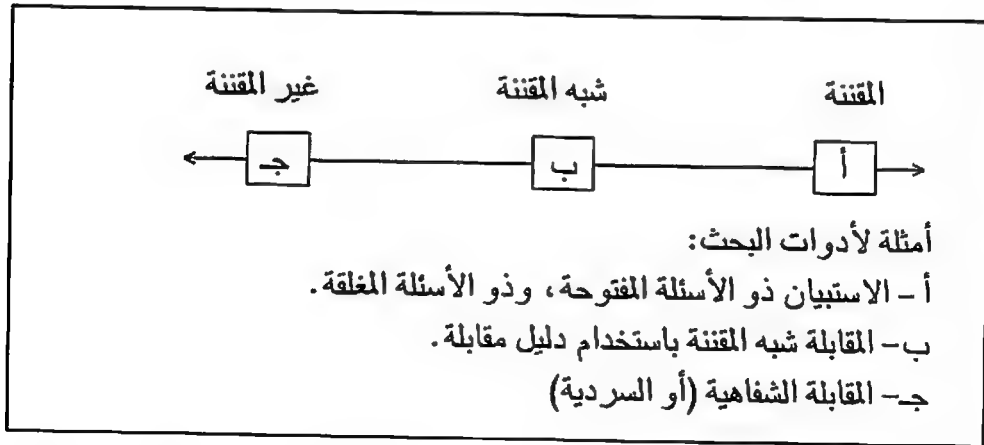 المقننة شبه المقننة غير المقننة
أ ب جـ
أمثلة لأدوات البحث:
أ – الاستبيان ذو الأسئلة المفتوحة، وذو الأسئلة المغلقة.
ب– المقابلة شبه المقننة باستخدام دليل مقابلة.
جـ– المقابلة الشفاهية (أو السردية)